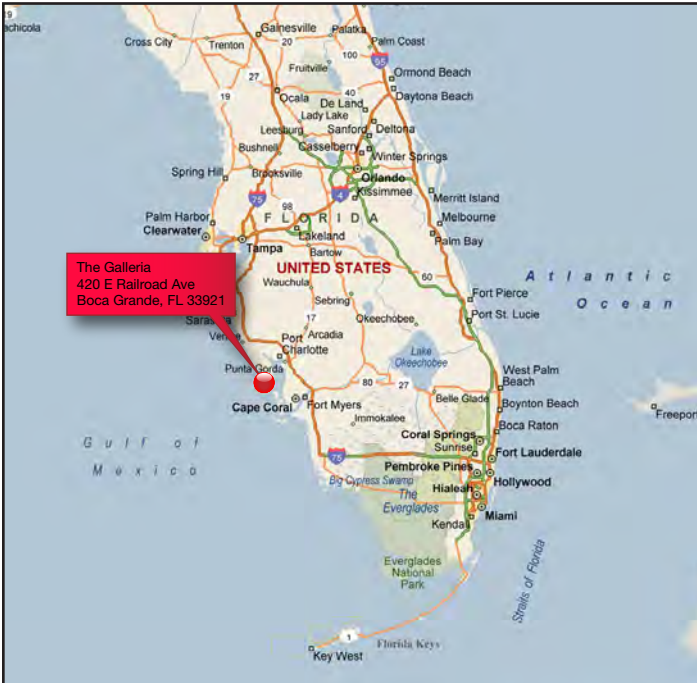 19
achicola
Gainesville
Palatka
Cross City
Trenton
20
Palm Coast
100
95
Fruitville
27
Ormond Beach
19
Ocala
40
De Land
Daytona Beach
Lady Lake
Leesburg
Sanford
Deltona
Bushnell
Casselberry
Winter Springs
Spring Hill
Brooksville
Orlando
4
Kissimmee
75
Merritt Island
98
Palm Harbor
FLORIDA
Melbourne
Clearwater
Lakeland
Palm Bay
Tampa
Bartow
The Galleria
420 E Railroad Ave
Boca Grande, FL 33921
UNITED STATES
60
Atlantic
Ocean
Wauchula
Fort Pierce
Sebring
Port St. Lucie
17
Sarasota
Okeechobee
Venice
Port
Charlotte
Arcadia
Lake
Okeechobee
Punta Gorda
West Palm
Beach
80
27
Cape Coral
Fort Myers
Belle Glade
Boynton Beach
Freepor
Immokalee
Boca Raton
Gulf of
Mexico
Coral Springs
Sunrise
Fort Lauderdale
75
Pembroke Pines
Big Cypress Swamp
Hollywood
Hialeah
The
Everglades
Miami
Kendall
Everglades
National
Park
Straits of Florida
1
Florida Keys
Key West